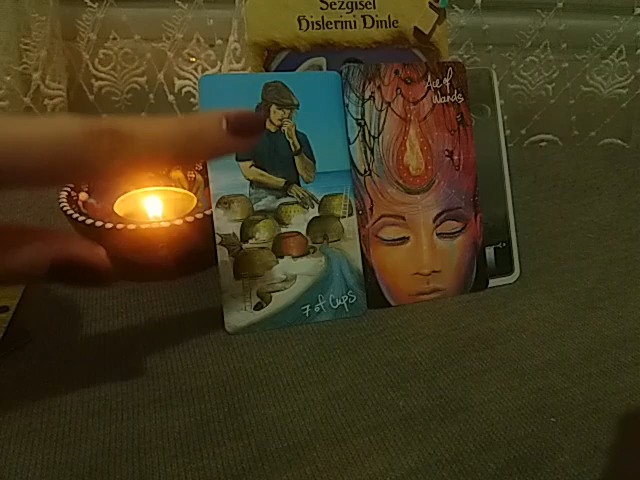 Sezgisel
Hislerini Dinle
Ace of
Wands
7 of Cups